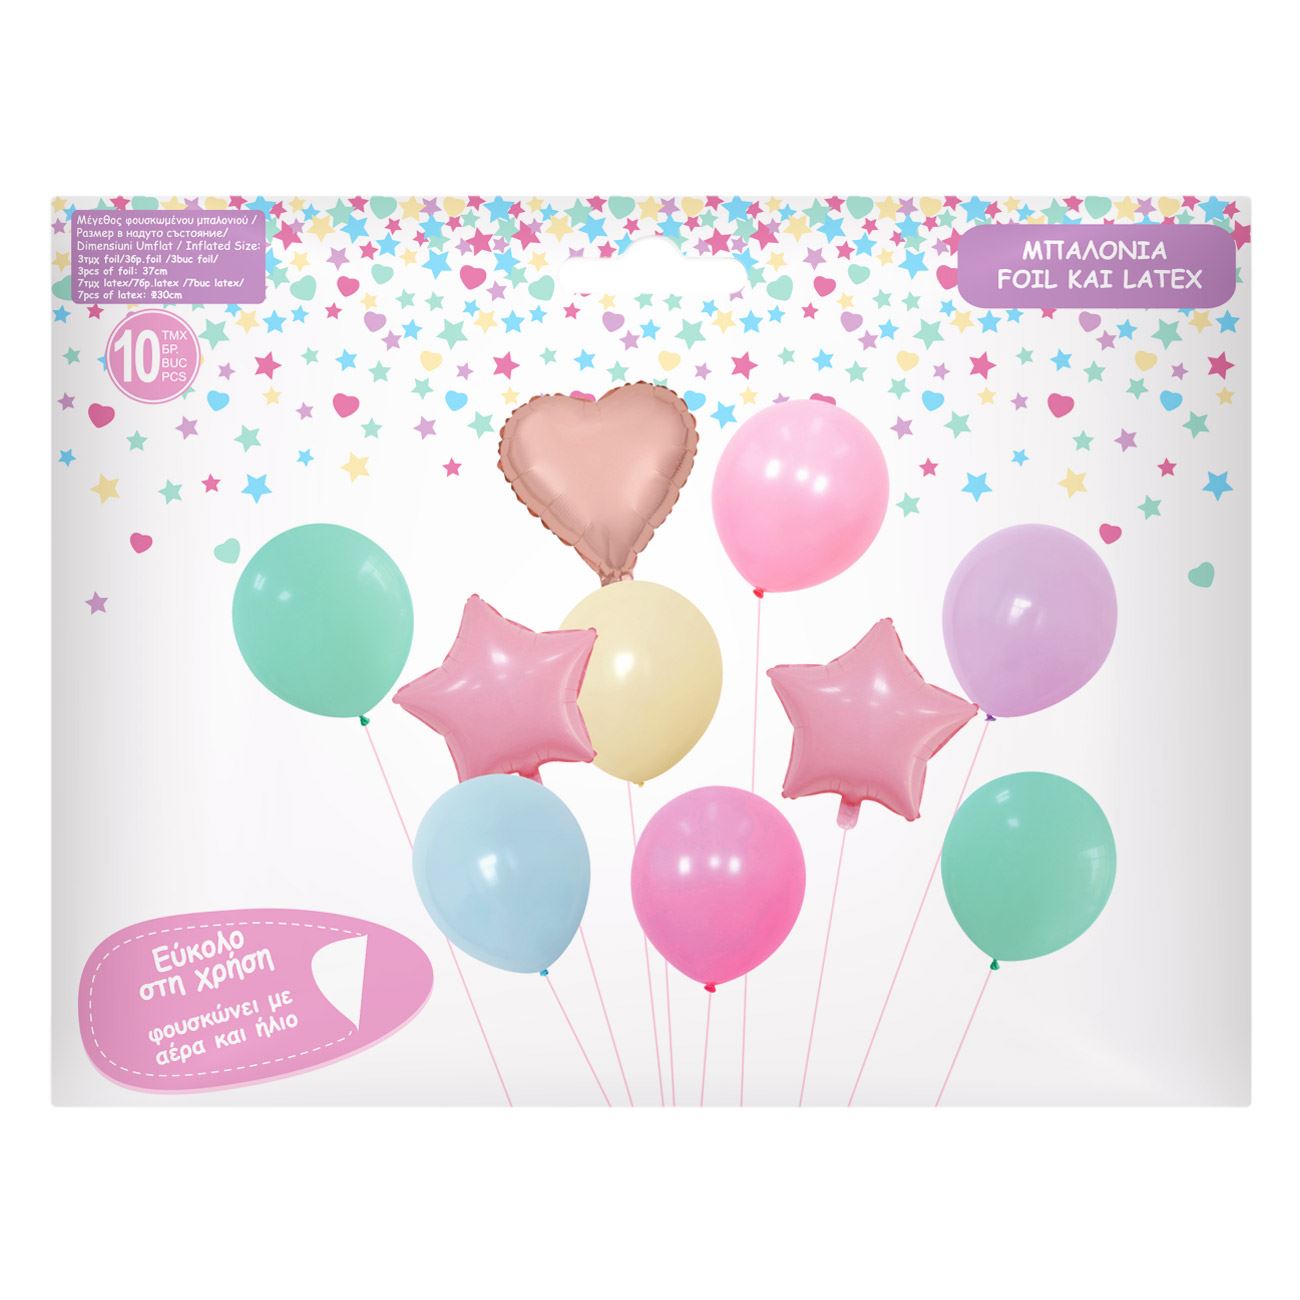 Μέγεθος φουσκωμένου μπαλονιού /
Размер в надуто състояние/
Dimensiuni Umflat / Inflated Size:
3τμχ foil/3бр.foil /3buc foil/
3pcs of foil: 37cm
7τμχ latex/7бр.latex /7buc latex/
7pcs of latex: ⌀30cm
10 ΤΜΧ
БР.
BUC
PCS
ΜΠΑΛΟΝΙΑ
FOIL ΚΑΙ LATEX
Εύκολο
στη χρήση
φουσκώνει με
αέρα και ήλιο